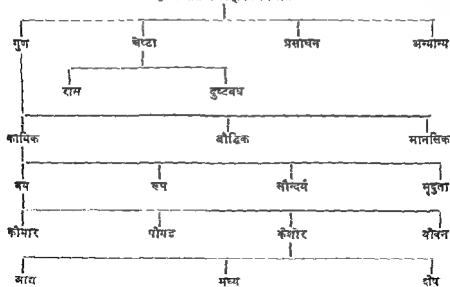 गुण चेष्टा प्रसाधन अन्यान्य
रास दुष्टवध
कायिक बौद्धिक मानसिक
वय रूप सौन्दर्य मृदुता
कौमार पौगंड कैशोर यौवन
आद्य मध्य शेष